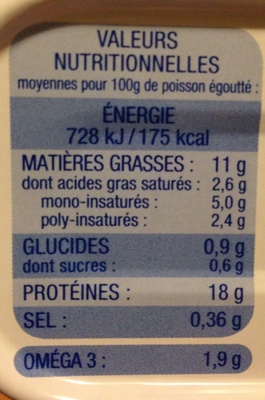 VALEURS
NUTRITIONNELLES
moyennes pour 100g de poisson égoutté :
ÉNERGIE
728 kJ / 175 kcal
MATIÈRES GRASSES : 11 g
dont acides gras saturés : 2,6 g
mono-insaturés : 5,0 g
poly-insaturés : 2,4 g
GLUCIDES 0,9 g
dont sucres : 0,6 g
PROTÉINES : 18 g
SEL : 0,36 g
OMÉGA 3 : 1,9 g